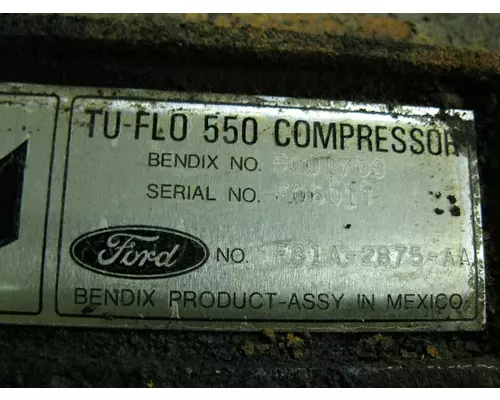 TU-FLO 550 COMPRESSOR
BENDIX NO.
SERIAL NO.
Ford NO.
BENDIX PRODUCT-ASSY IN MEXICO